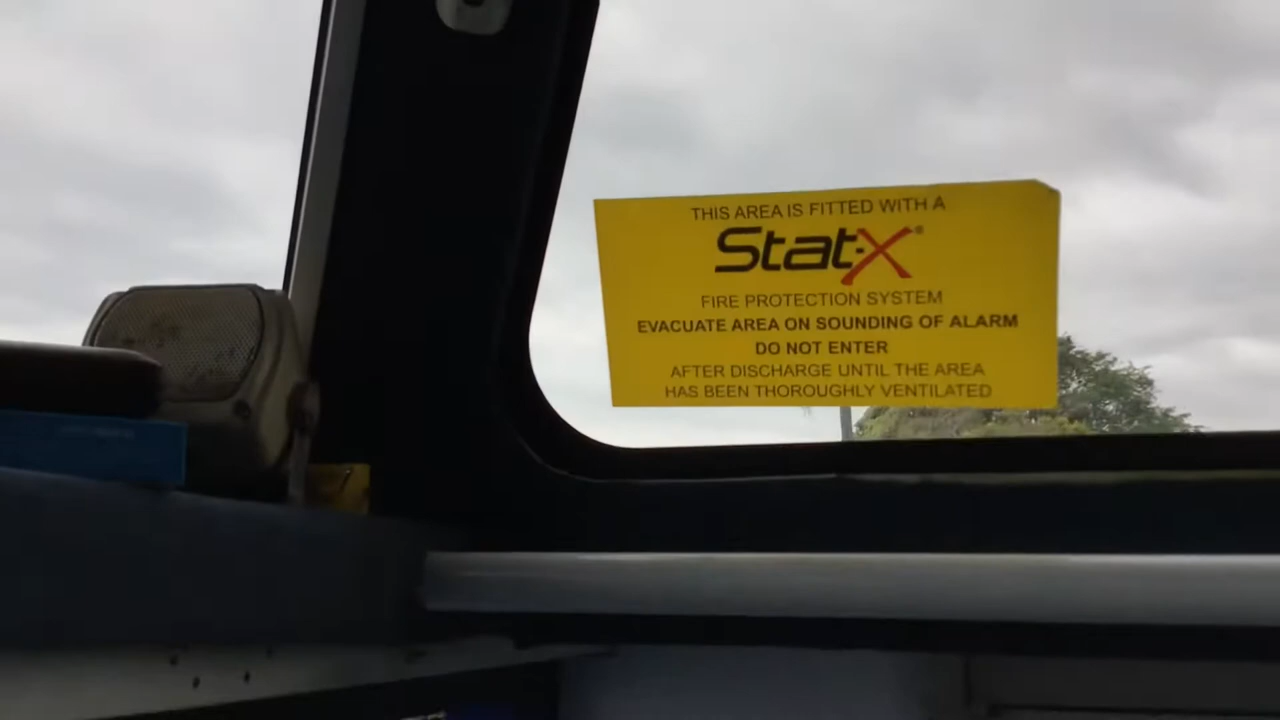 THIS AREA IS FITTED WITH A
Stat-X®
FIRE PROTECTION SYSTEM
EVACUATE AREA ON SOUNDING OF ALARM
DO NOT ENTER
AFTER DISCHARGE UNTIL THE AREA
HAS BEEN THOROUGHLY VENTILATED